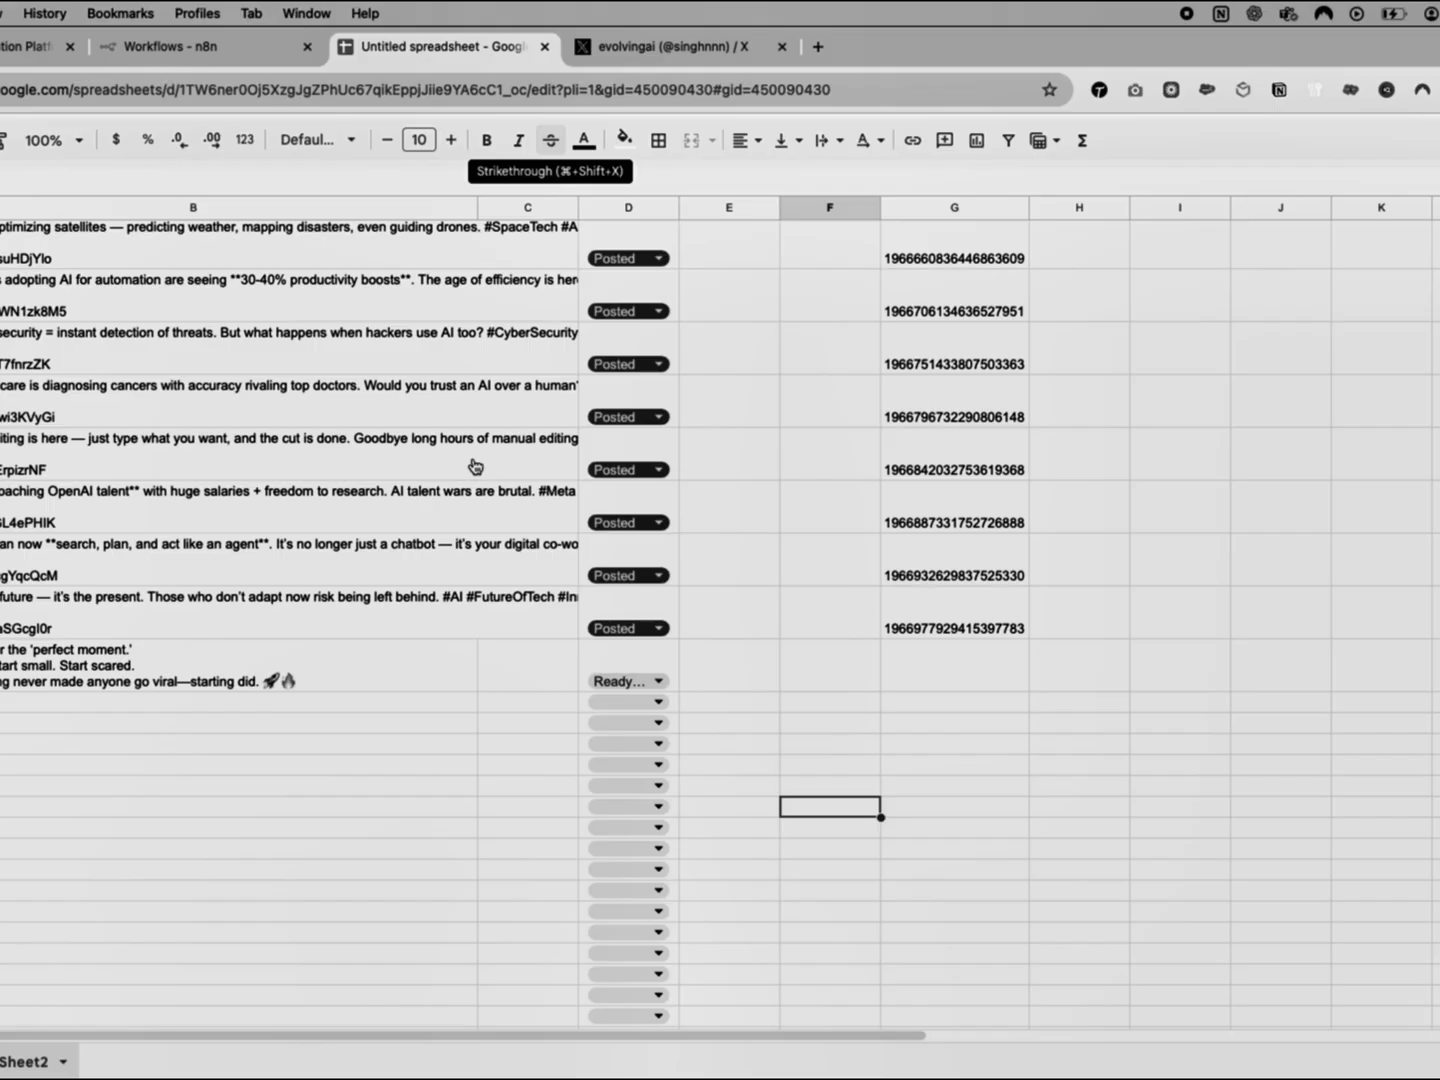 History Bookmarks Profiles Tab Window Help
Workflows - n8n
Untitled spreadsheet - Goog
evolvingai (@singhnnn) / X
oogle.com/spreadsheets/d/1TW6ner0Oj5XzgJgZPhUc67qikEppjJiie9YA6cC1_oc/edit?pli=1&gid=450090430#gid=450090430
100% $ % .0 .00 123 Defaul... − 10 + B I A Σ
Strikethrough (⌘+Shift+X)
B C D E F G H I J K
ptimizing satellites — predicting weather, mapping disasters, even guiding drones. #SpaceTech #A
suHDjYlo Posted 1966660836446863609
s adopting AI for automation are seeing **30-40% productivity boosts**. The age of efficiency is her
WN1zk8M5 Posted 1966706134636527951
security = instant detection of threats. But what happens when hackers use AI too? #CyberSecurity
T7fnrzZK Posted 1966751433807503363
care is diagnosing cancers with accuracy rivaling top doctors. Would you trust an AI over a human
wi3KVyGi Posted 1966796732290806148
iting is here — just type what you want, and the cut is done. Goodbye long hours of manual editing
ErpizrNF Posted 1966842032753619368
oaching OpenAI talent** with huge salaries + freedom to research. AI talent wars are brutal. #Meta
GL4ePHIK Posted 1966887331752726888
an now **search, plan, and act like an agent**. It's no longer just a chatbot — it's your digital co-wo
gYqcQcM Posted 1966932629837525330
future — it's the present. Those who don't adapt now risk being left behind. #AI #FutureOfTech #In
aSGcgl0r Posted 1966977929415397783
r the 'perfect moment.'
tart small. Start scared.
ng never made anyone go viral—starting did. 🚀🔥 Ready...
Sheet2